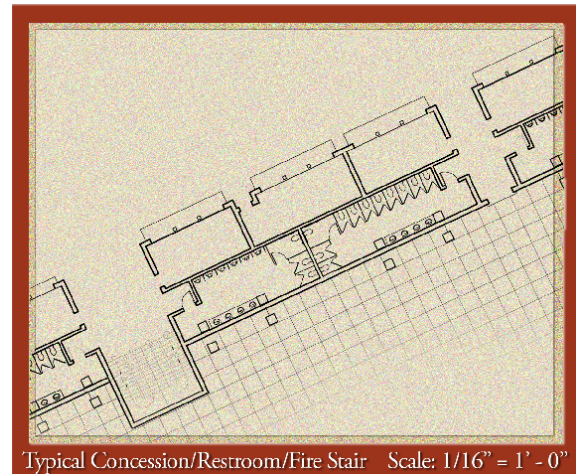 Typical Concession/Restroom/Fire Stair Scale: 1/16” = 1’ - 0”